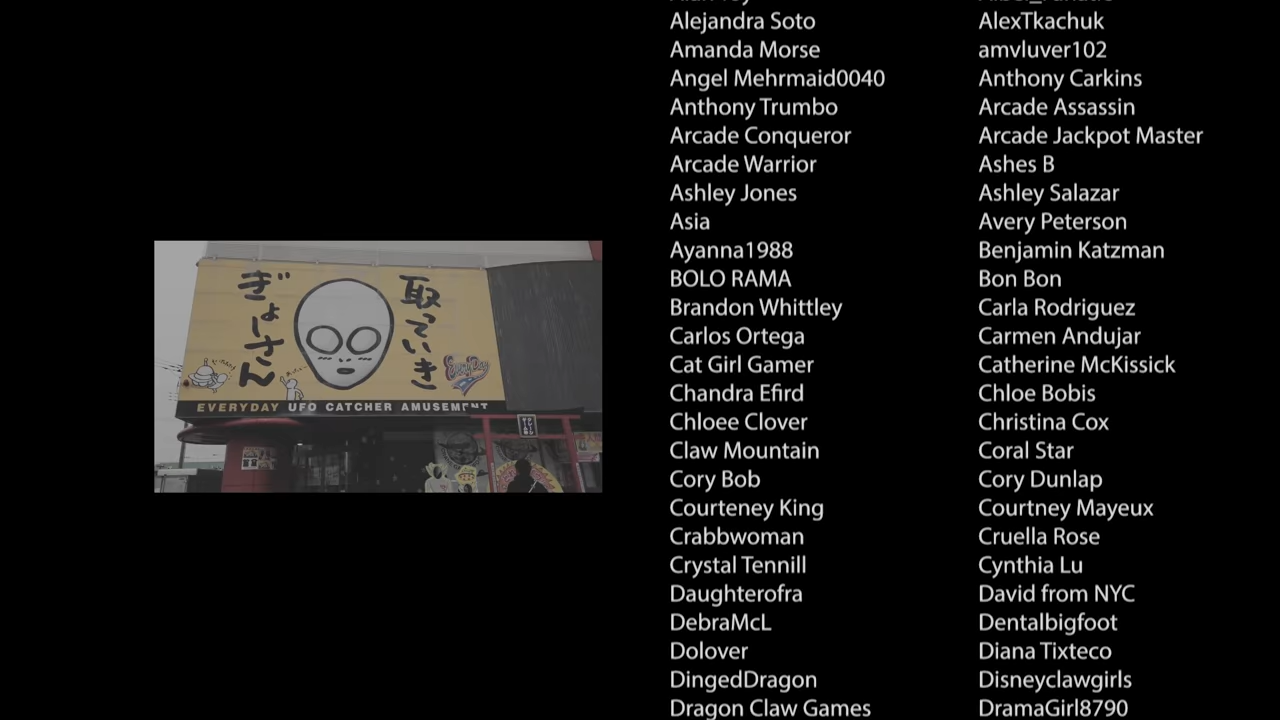 Alejandra Soto
AlexTkachuk
Amanda Morse
amvluver102
Angel Mehrmaid0040
Anthony Carkins
Anthony Trumbo
Arcade Assassin
Arcade Conqueror
Arcade Jackpot Master
Arcade Warrior
Ashes B
Ashley Jones
Ashley Salazar
Asia
Avery Peterson
Ayanna1988
Benjamin Katzman
BOLO RAMA
Bon Bon
Brandon Whittley
Carla Rodriguez
Carlos Ortega
Carmen Andujar
Cat Girl Gamer
Catherine McKissick
Chandra Efird
Chloe Bobis
Chloee Clover
Christina Cox
Claw Mountain
Coral Star
Cory Bob
Cory Dunlap
Courteney King
Courtney Mayeux
Crabbwoman
Cruella Rose
Crystal Tennill
Cynthia Lu
Daughterofra
David from NYC
DebraMcL
Dentalbigfoot
Dolover
Diana Tixteco
DingedDragon
Disneyclawgirls
Dragon Claw Games
DramaGirl8790
取っていき
ぎょーさん
EveryDay
EVERYDAY UFO CATCHER AMUSEMENT